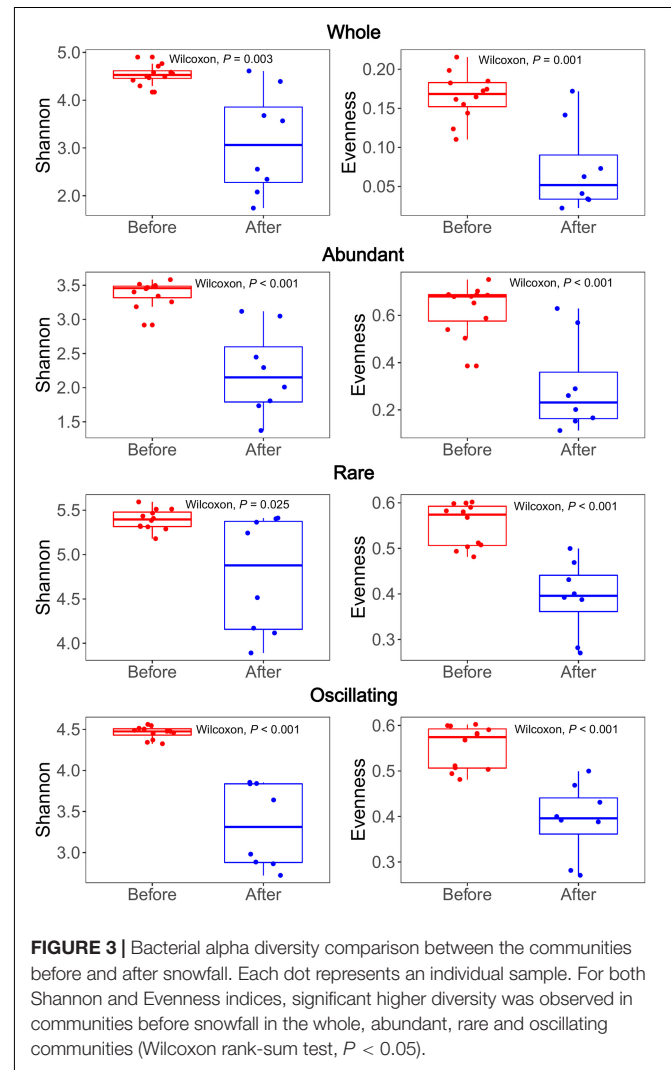 Whole
Wilcoxon, P = 0.003
Shannon
5.0
4.0
3.0
2.0
Before After
Wilcoxon, P = 0.001
Evenness
0.20
0.15
0.05
Before After
Abundant
Wilcoxon, P < 0.001
Shannon
3.5
3.0
2.5
2.0
1.5
Before After
Wilcoxon, P < 0.001
Evenness
0.6
0.4
0.2
Before After
Rare
Wilcoxon, P = 0.025
Shannon
5.5
5.0
4.5
4.0
Before After
Wilcoxon, P < 0.001
Evenness
0.6
0.5
0.4
0.3
Before After
Oscillating
Wilcoxon, P < 0.001
Shannon
4.5
4.0
3.5
3.0
Before After
Wilcoxon, P < 0.001
Evenness
0.6
0.5
0.4
0.3
Before After
FIGURE 3 | Bacterial alpha diversity comparison between the communities
before and after snowfall. Each dot represents an individual sample. For both
Shannon and Evenness indices, significant higher diversity was observed in
communities before snowfall in the whole, abundant, rare and oscillating
communities (Wilcoxon rank-sum test, P < 0.05).